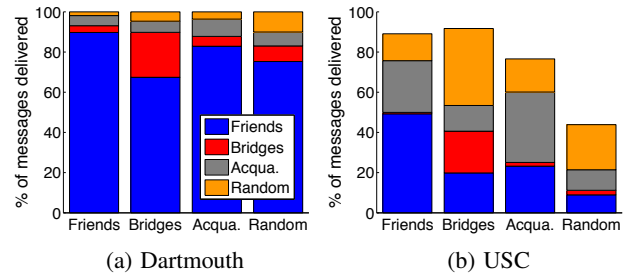 % of messages delivered
100
80
60
40
20
0
Friends
Bridges
Acqua.
Random
Friends Bridges Acqua. Random
(a) Dartmouth
% of messages delivered
100
80
60
40
20
0
Friends Bridges Acqua. Random
(b) USC